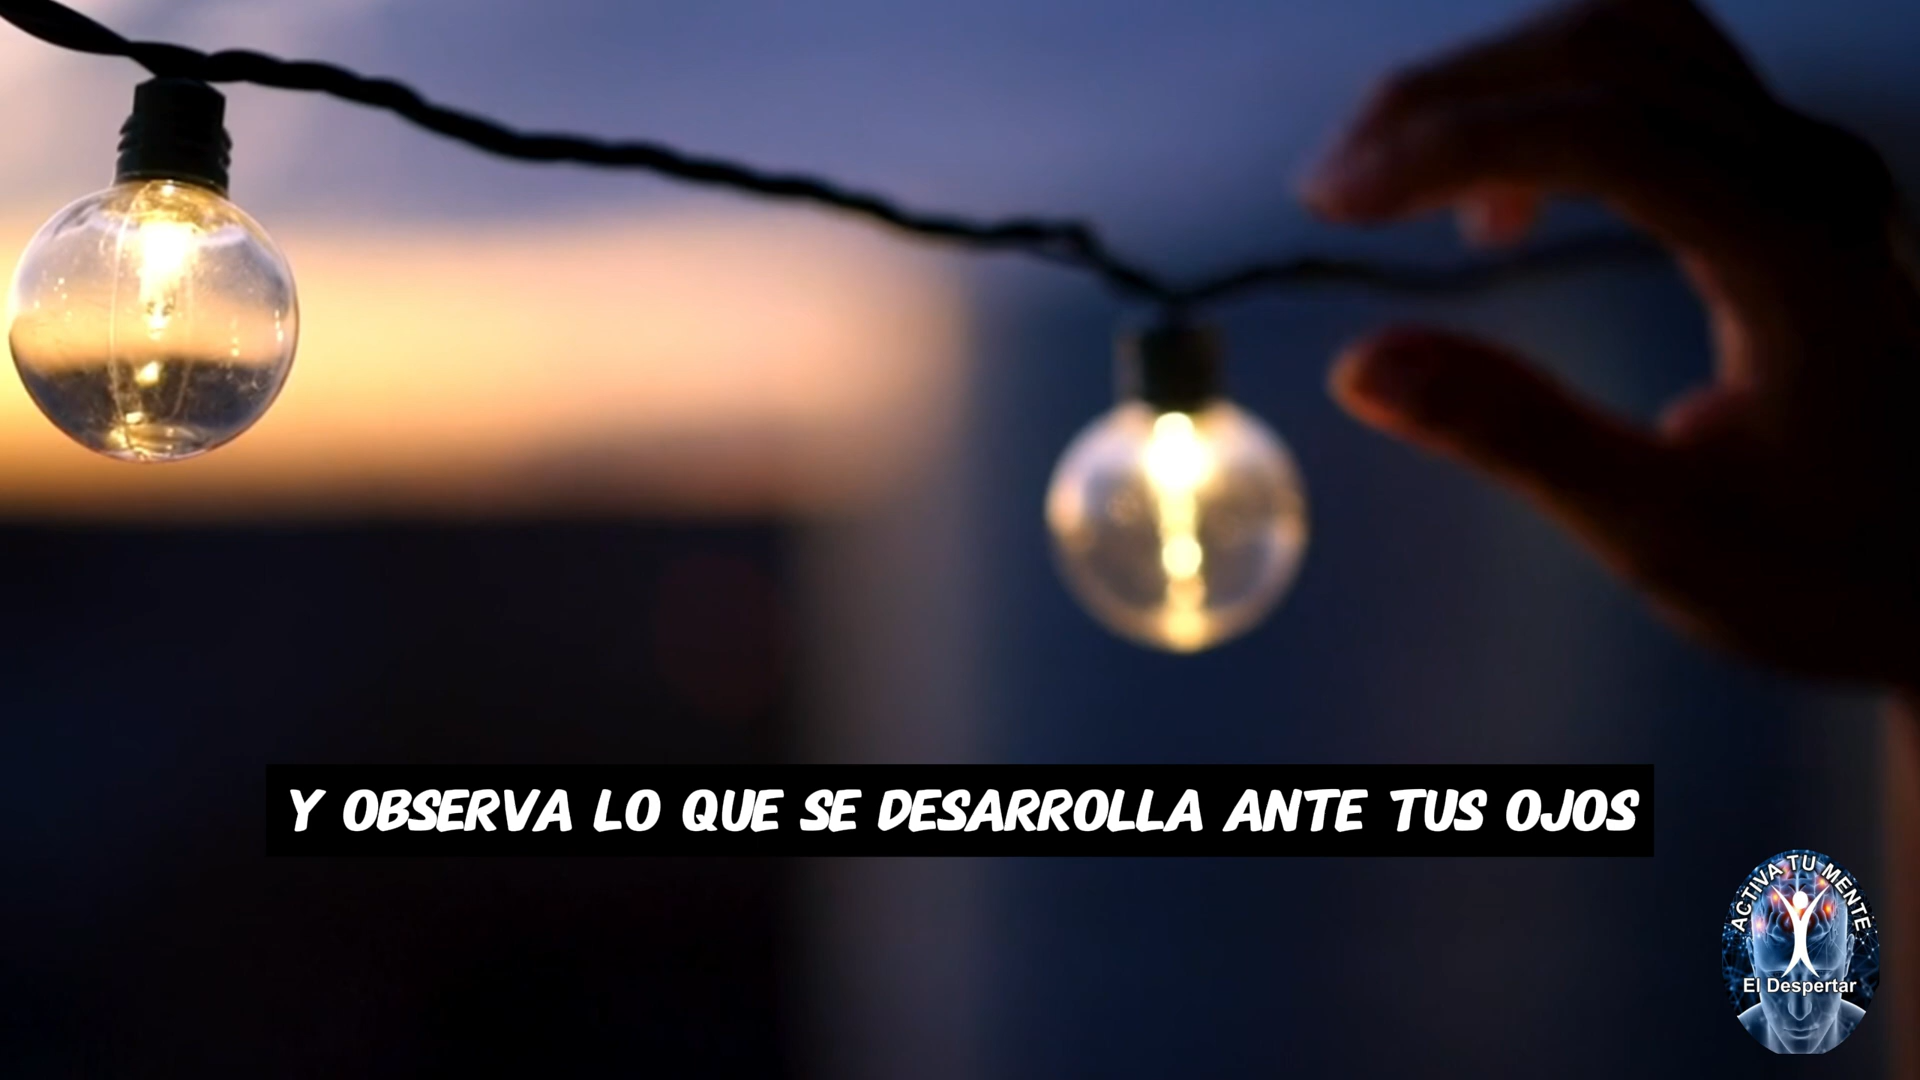 Y OBSERVA LO QUE SE DESARROLLA ANTE TUS OJOS
ACTIVA TU MENTE
El Despertar